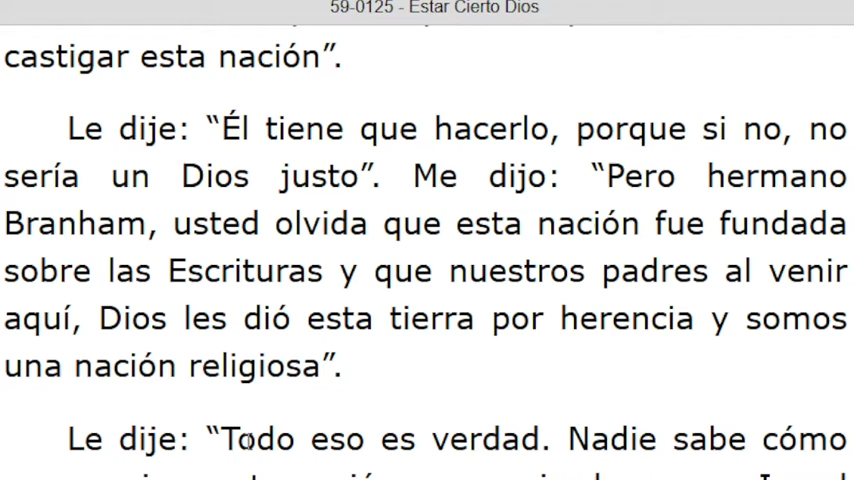 59-0125 - Estar Cierto Dios
castigar esta nación”.
Le dije: “Él tiene que hacerlo, porque si no, no
sería un Dios justo”. Me dijo: “Pero hermano
Branham, usted olvida que esta nación fue fundada
sobre las Escrituras y que nuestros padres al venir
aquí, Dios les dió esta tierra por herencia y somos
una nación religiosa”.
Le dije: “Todo eso es verdad. Nadie sabe cómo